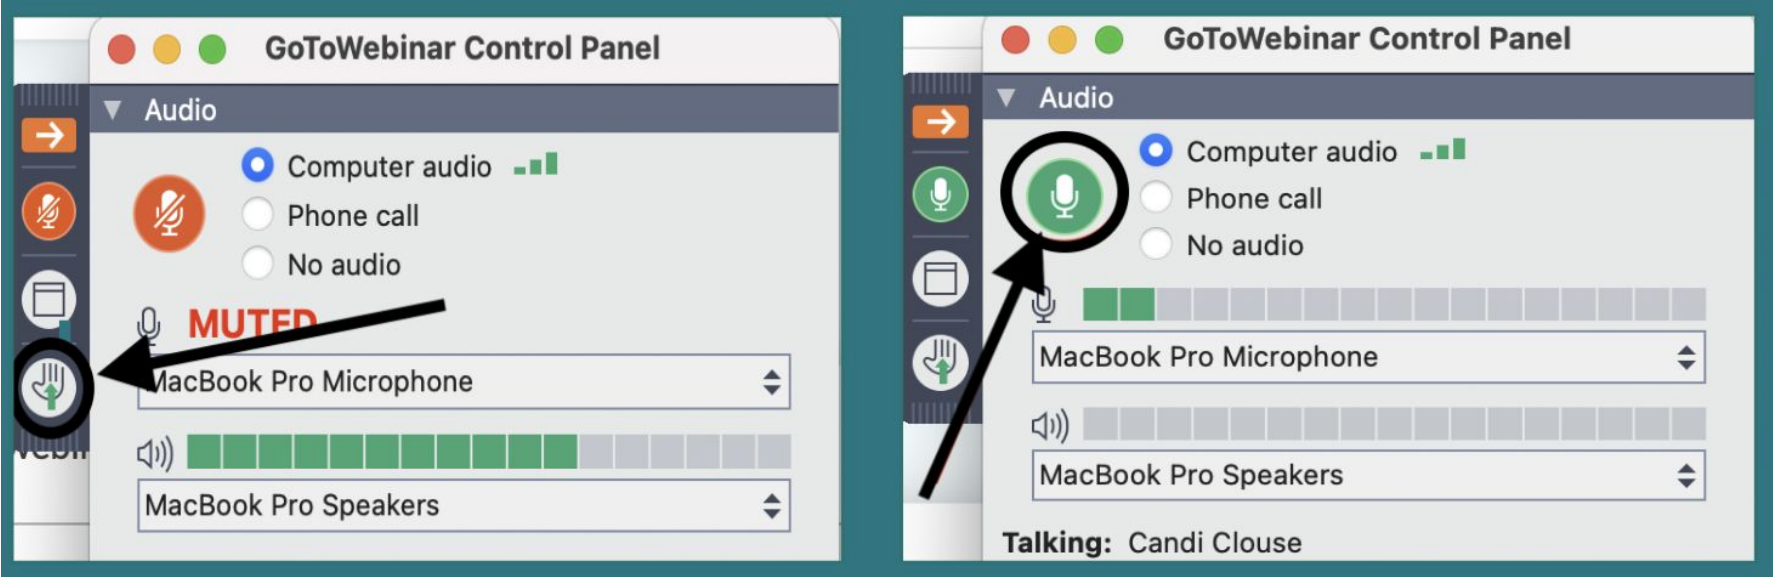 GoToWebinar Control Panel
Audio
Computer audio
Phone call
No audio
MUTED
MacBook Pro Microphone
MacBook Pro Speakers
GoToWebinar Control Panel
Audio
Computer audio
Phone call
No audio
MacBook Pro Microphone
MacBook Pro Speakers
Talking: Candi Clouse